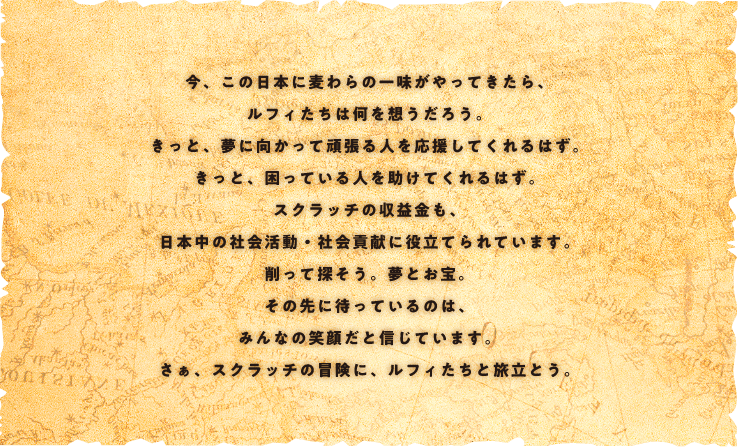 今、この日本に麦わらの一味がやってきたら、
ルフィたちは何を想うだろう。
きっと、夢に向かって頑張る人を応援してくれるはず。
きっと、困っている人を助けてくれるはず。
スクラッチの収益金も、
日本中の社会活動・社会貢献に役立てられています。
削って探そう。夢とお宝。
その先に待っているのは、
みんなの笑顔だと信じています。
さぁ、スクラッチの冒険に、ルフィたちと旅立とう。